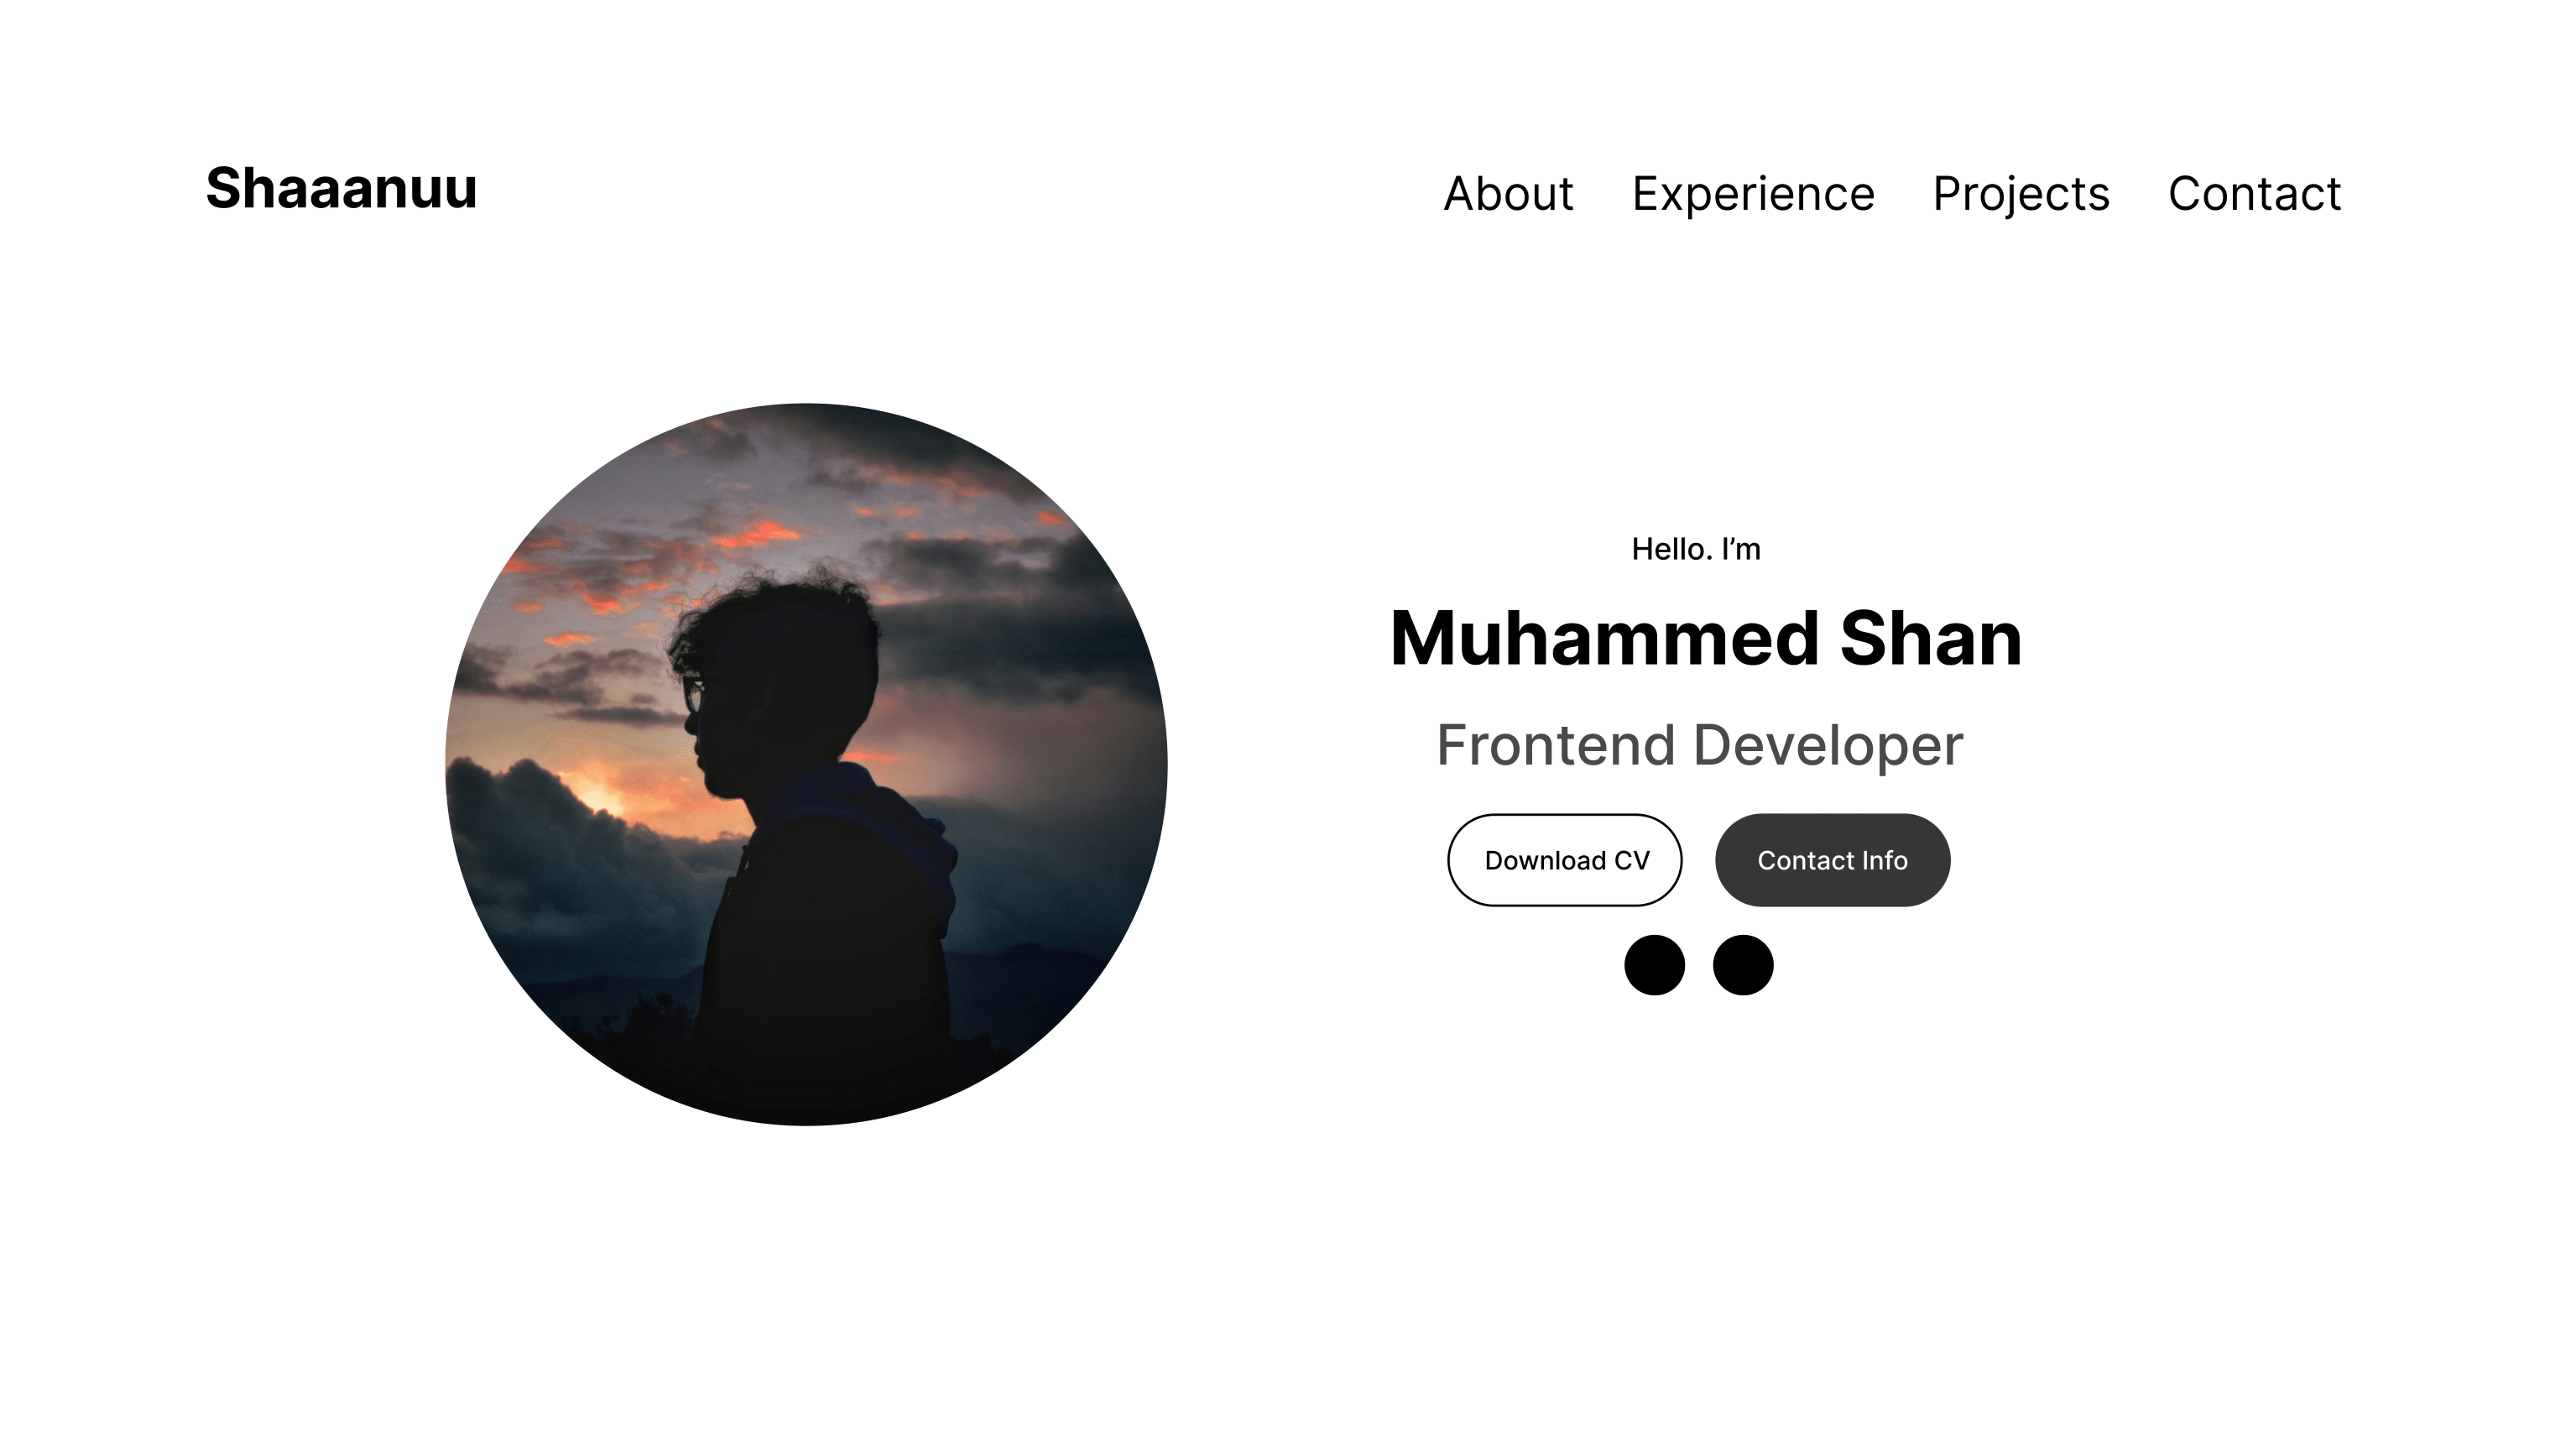 Shaaanuu
About Experience Projects Contact
Hello. I’m
Muhammed Shan
Frontend Developer
Download CV Contact Info